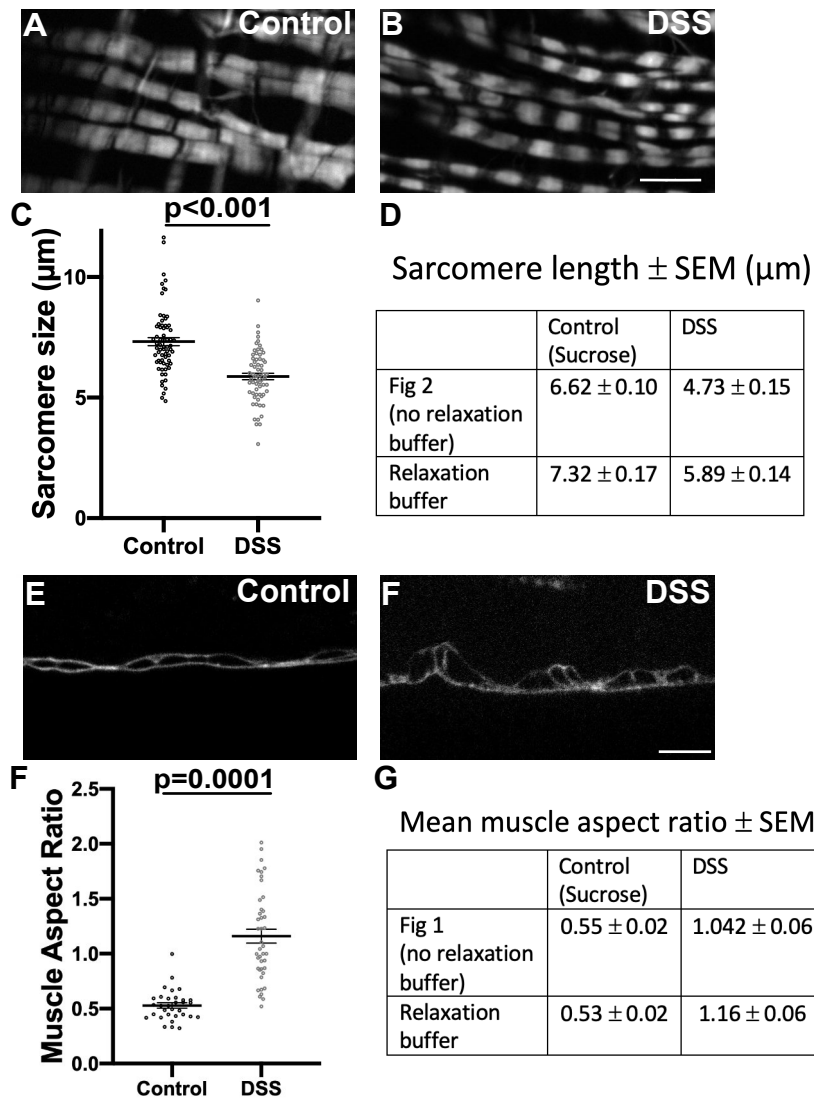 A Control
B DSS
C
p<0.001
Sarcomere size (μm)
10
5
0
Control DSS
D
Sarcomere length ± SEM (μm)
Control (Sucrose) DSS
Fig 2 (no relaxation buffer) 6.62 ± 0.10 4.73 ± 0.15
Relaxation buffer 7.32 ± 0.17 5.89 ± 0.14
E Control
F DSS
F
p=0.0001
Muscle Aspect Ratio
2.5
2.0
1.5
1.0
0.5
0.0
Control DSS
G
Mean muscle aspect ratio ± SEM
Control (Sucrose) DSS
Fig 1 (no relaxation buffer) 0.55 ± 0.02 1.042 ± 0.06
Relaxation buffer 0.53 ± 0.02 1.16 ± 0.06